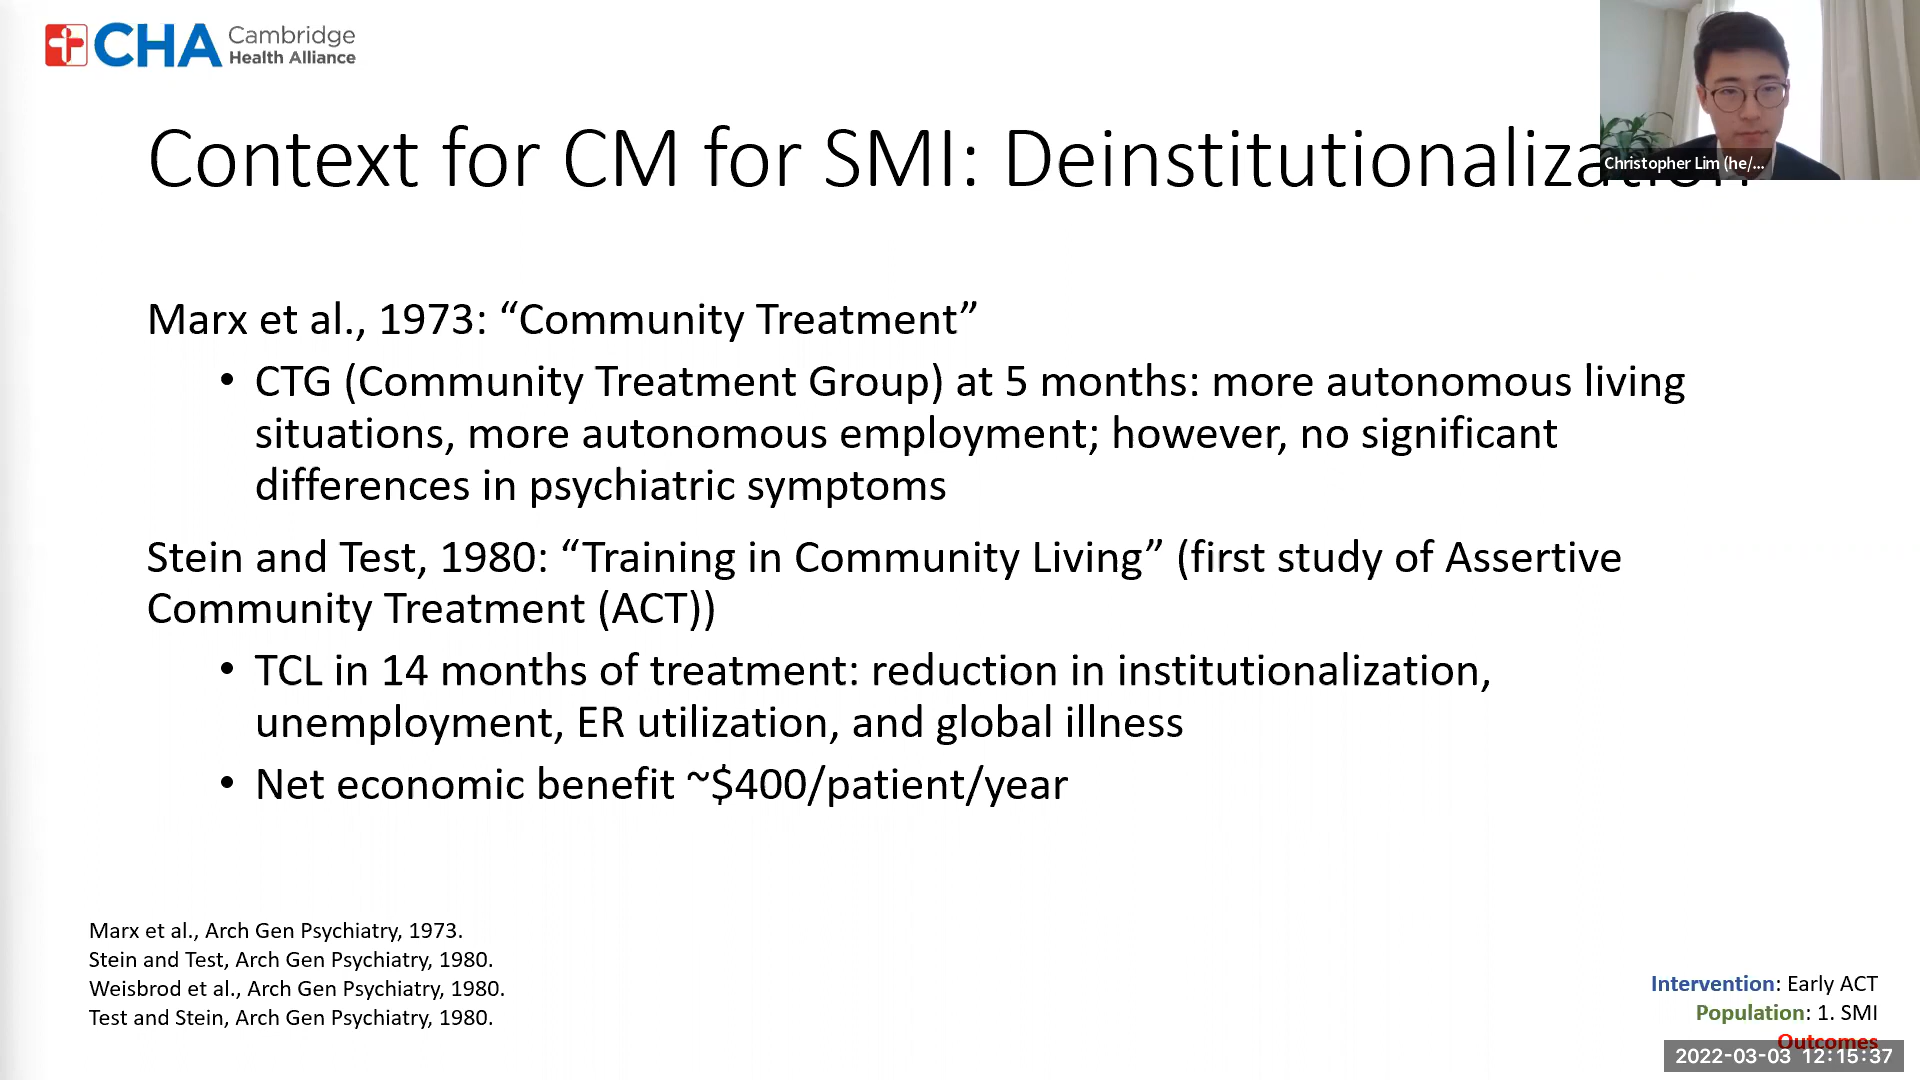 CHA Cambridge
Health Alliance
Christopher Lim (he/...
Context for CM for SMI: Deinstitutionalization
Marx et al., 1973: “Community Treatment”
• CTG (Community Treatment Group) at 5 months: more autonomous living
situations, more autonomous employment; however, no significant
differences in psychiatric symptoms
Stein and Test, 1980: “Training in Community Living” (first study of Assertive
Community Treatment (ACT))
• TCL in 14 months of treatment: reduction in institutionalization,
unemployment, ER utilization, and global illness
• Net economic benefit ~$400/patient/year
Marx et al., Arch Gen Psychiatry, 1973.
Stein and Test, Arch Gen Psychiatry, 1980.
Weisbrod et al., Arch Gen Psychiatry, 1980.
Test and Stein, Arch Gen Psychiatry, 1980.
Intervention: Early ACT
Population: 1. SMI
Outcomes
2022-03-03 12:15:37